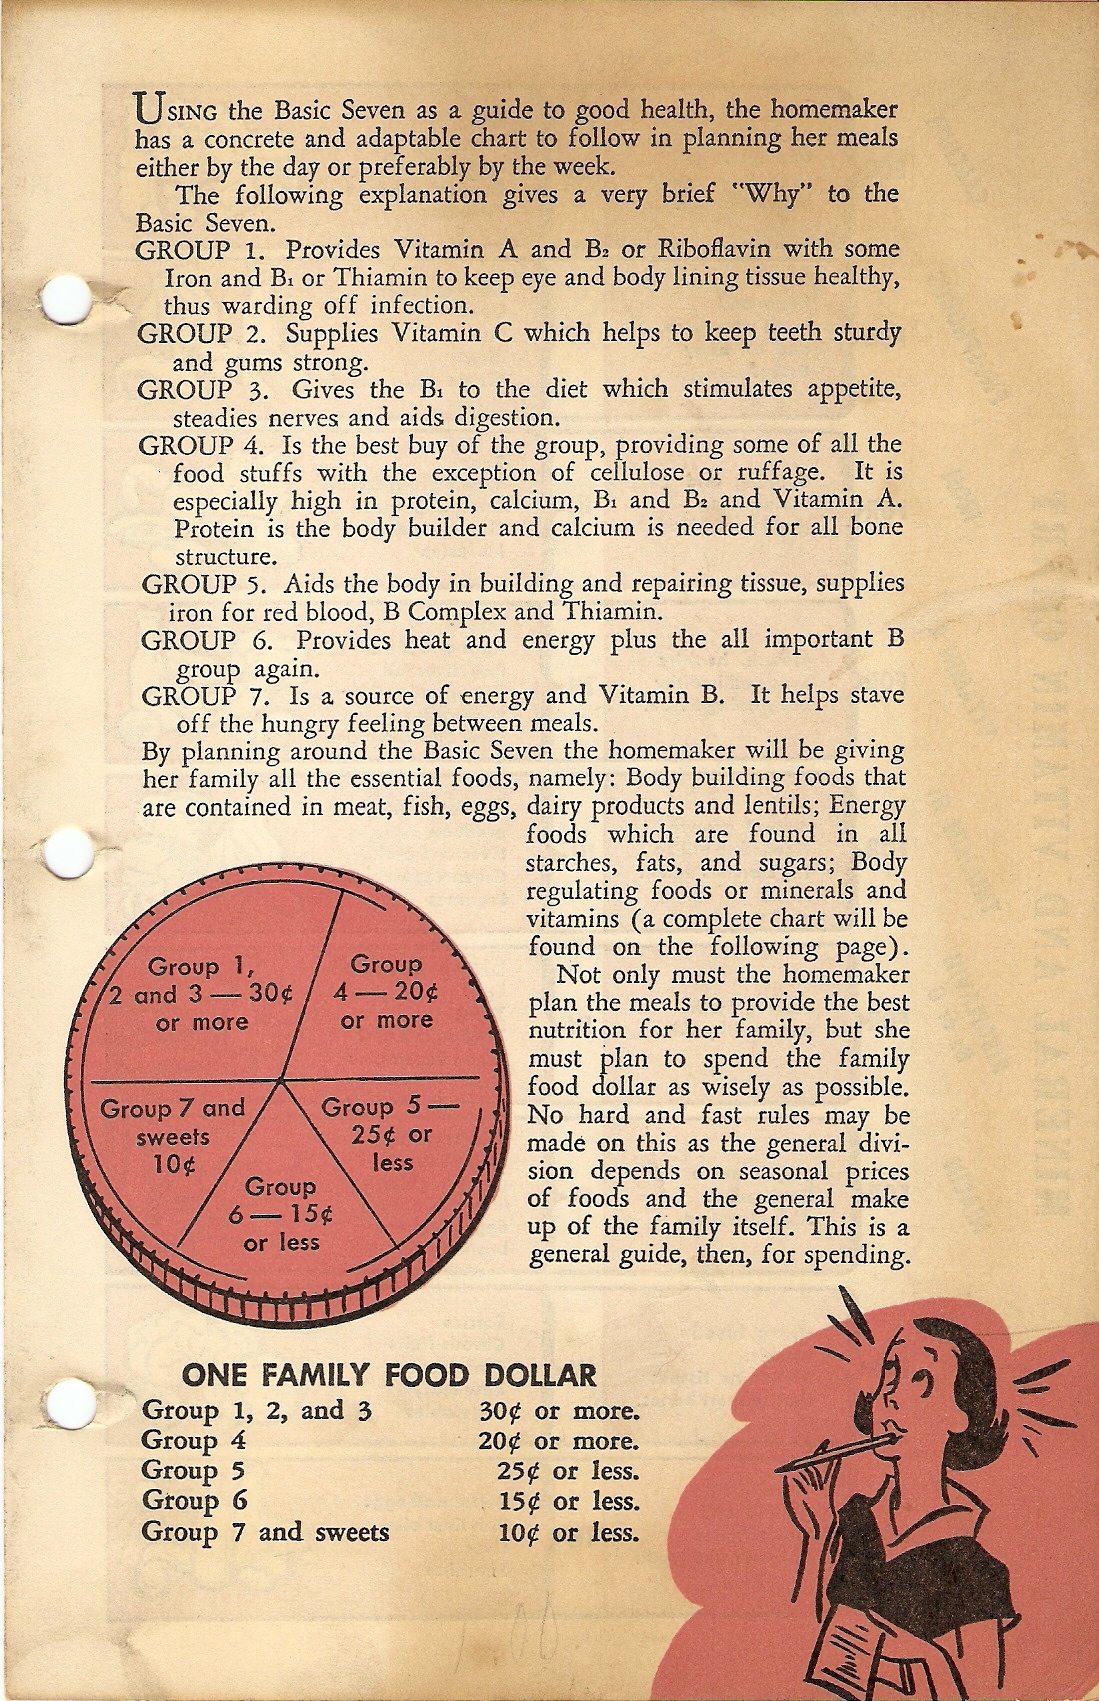 USING the Basic Seven as a guide to good health, the homemaker
has a concrete and adaptable chart to follow in planning her meals
either by the day or preferably by the week.
The following explanation gives a very brief "Why" to the
Basic Seven.
GROUP 1. Provides Vitamin A and B₂ or Riboflavin with some
Iron and B₁ or Thiamin to keep eye and body lining tissue healthy,
thus warding off infection.
GROUP 2. Supplies Vitamin C which helps to keep teeth sturdy
and gums strong.
GROUP 3. Gives the B₁ to the diet which stimulates appetite,
steadies nerves and aids digestion.
GROUP 4. Is the best buy of the group, providing some of all the
food stuffs with the exception of cellulose or ruffage. It is
especially high in protein, calcium, B₁ and B₂ and Vitamin A.
Protein is the body builder and calcium is needed for all bone
structure.
GROUP 5. Aids the body in building and repairing tissue, supplies
iron for red blood, B Complex and Thiamin.
GROUP 6. Provides heat and energy plus the all important B
group again.
GROUP 7. Is a source of energy and Vitamin B. It helps stave
off the hungry feeling between meals.
By planning around the Basic Seven the homemaker will be giving
her family all the essential foods, namely: Body building foods that
are contained in meat, fish, eggs, dairy products and lentils; Energy
foods which are found in all
starches, fats, and sugars; Body
regulating foods or minerals and
vitamins (a complete chart will be
found on the following page).
Not only must the homemaker
plan the meals to provide the best
nutrition for her family, but she
must plan to spend the family
food dollar as wisely as possible.
No hard and fast rules may be
made on this as the general divi-
sion depends on seasonal prices
of foods and the general make
up of the family itself. This is a
general guide, then, for spending.
Group 1,
2 and 3 — 30¢
or more
Group
4 — 20¢
or more
Group 7 and
sweets
10¢
Group 5 —
25¢ or
less
Group
6 — 15¢
or less
ONE FAMILY FOOD DOLLAR
Group 1, 2, and 3 30¢ or more.
Group 4 20¢ or more.
Group 5 25¢ or less.
Group 6 15¢ or less.
Group 7 and sweets 10¢ or less.